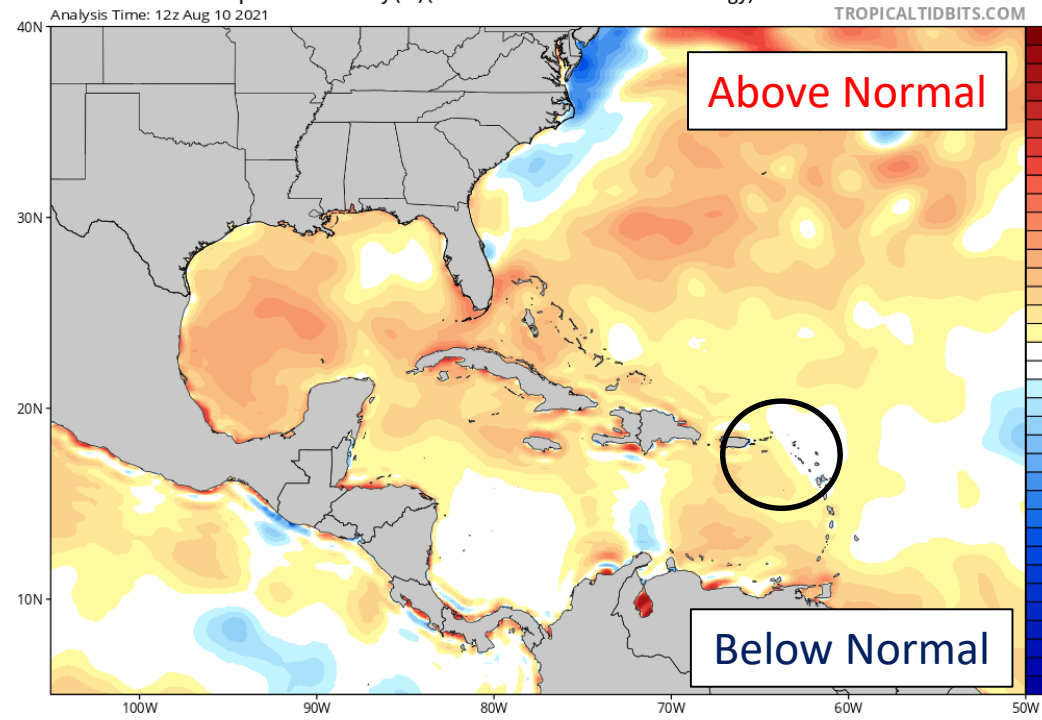 Analysis Time: 12z Aug 10 2021
TROPICALTIDBITS.COM
40N
Above Normal
30N
20N
10N
Below Normal
100W 90W 80W 70W 60W 50W